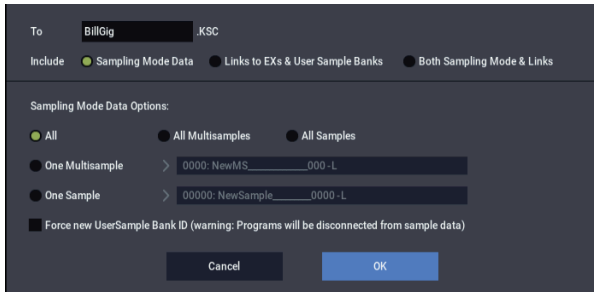 To BillGig .KSC
Include Sampling Mode Data Links to EXs & User Sample Banks Both Sampling Mode & Links
Sampling Mode Data Options:
All All Multisamples All Samples
One Multisample 0000: NewMS____________000-L
One Sample 00000: NewSample_______0000-L
Force new UserSample Bank ID (warning: Programs will be disconnected from sample data)
Cancel OK